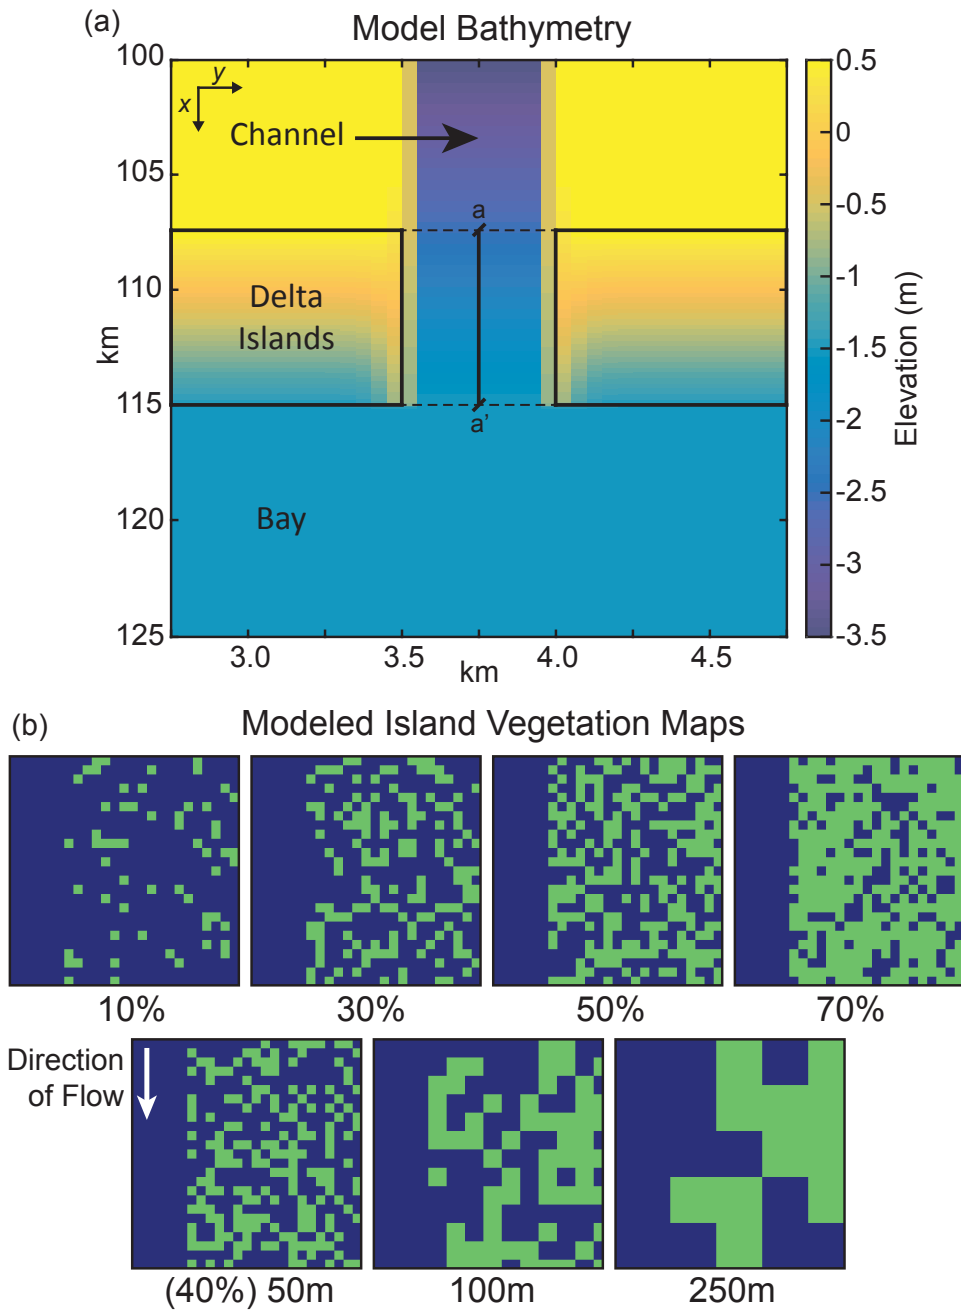 (a)
Model Bathymetry
100
105
110
115
120
125
km
y
x
Channel
a
Delta
Islands
a'
Bay
3.0
3.5
4.0
4.5
km
0.5
0
-0.5
-1
-1.5
-2
-2.5
-3
-3.5
Elevation (m)
(b)
Modeled Island Vegetation Maps
10%
30%
50%
70%
Direction
of Flow
(40%) 50m
100m
250m